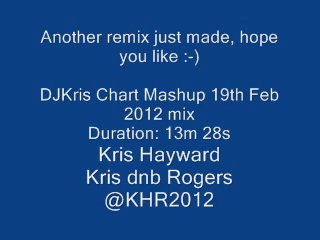 Another remix just made, hope
you like :-)
DJKris Chart Mashup 19th Feb
2012 mix
Duration: 13m 28s
Kris Hayward
Kris dnb Rogers
@KHR2012